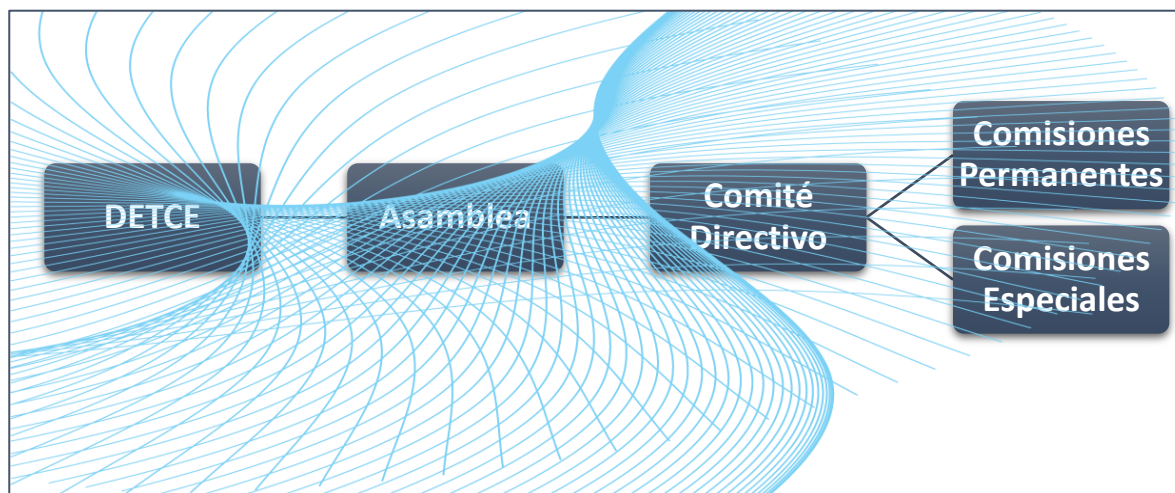 DETCE
Asamblea
Comité
Directivo
Comisiones
Permanentes
Comisiones
Especiales